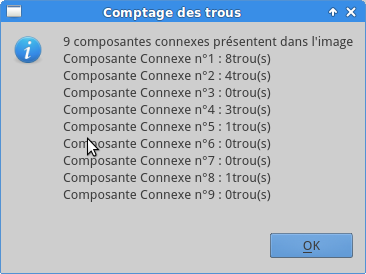 Comptage des trous
9 composantes connexes présentent dans l'image
Composante Connexe n°1 : 8trou(s)
Composante Connexe n°2 : 4trou(s)
Composante Connexe n°3 : 0trou(s)
Composante Connexe n°4 : 3trou(s)
Composante Connexe n°5 : 1trou(s)
Composante Connexe n°6 : 0trou(s)
Composante Connexe n°7 : 0trou(s)
Composante Connexe n°8 : 1trou(s)
Composante Connexe n°9 : 0trou(s)
OK